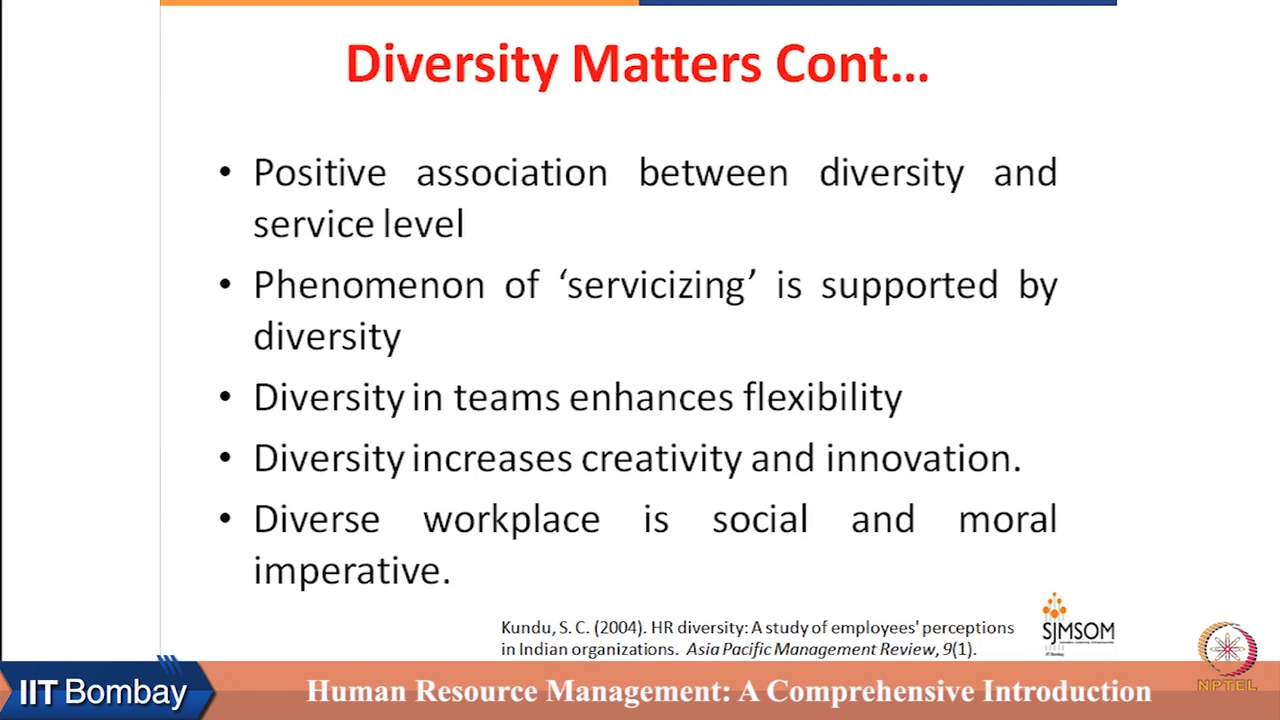 Diversity Matters Cont...
• Positive association between diversity and
service level
• Phenomenon of ‘servicizing’ is supported by
diversity
• Diversity in teams enhances flexibility
• Diversity increases creativity and innovation.
• Diverse workplace is social and moral
imperative.
Kundu, S. C. (2004). HR diversity: A study of employees' perceptions
in Indian organizations. Asia Pacific Management Review, 9(1).
SJMSOM
IIT Bombay
Human Resource Management: A Comprehensive Introduction
NPTEL